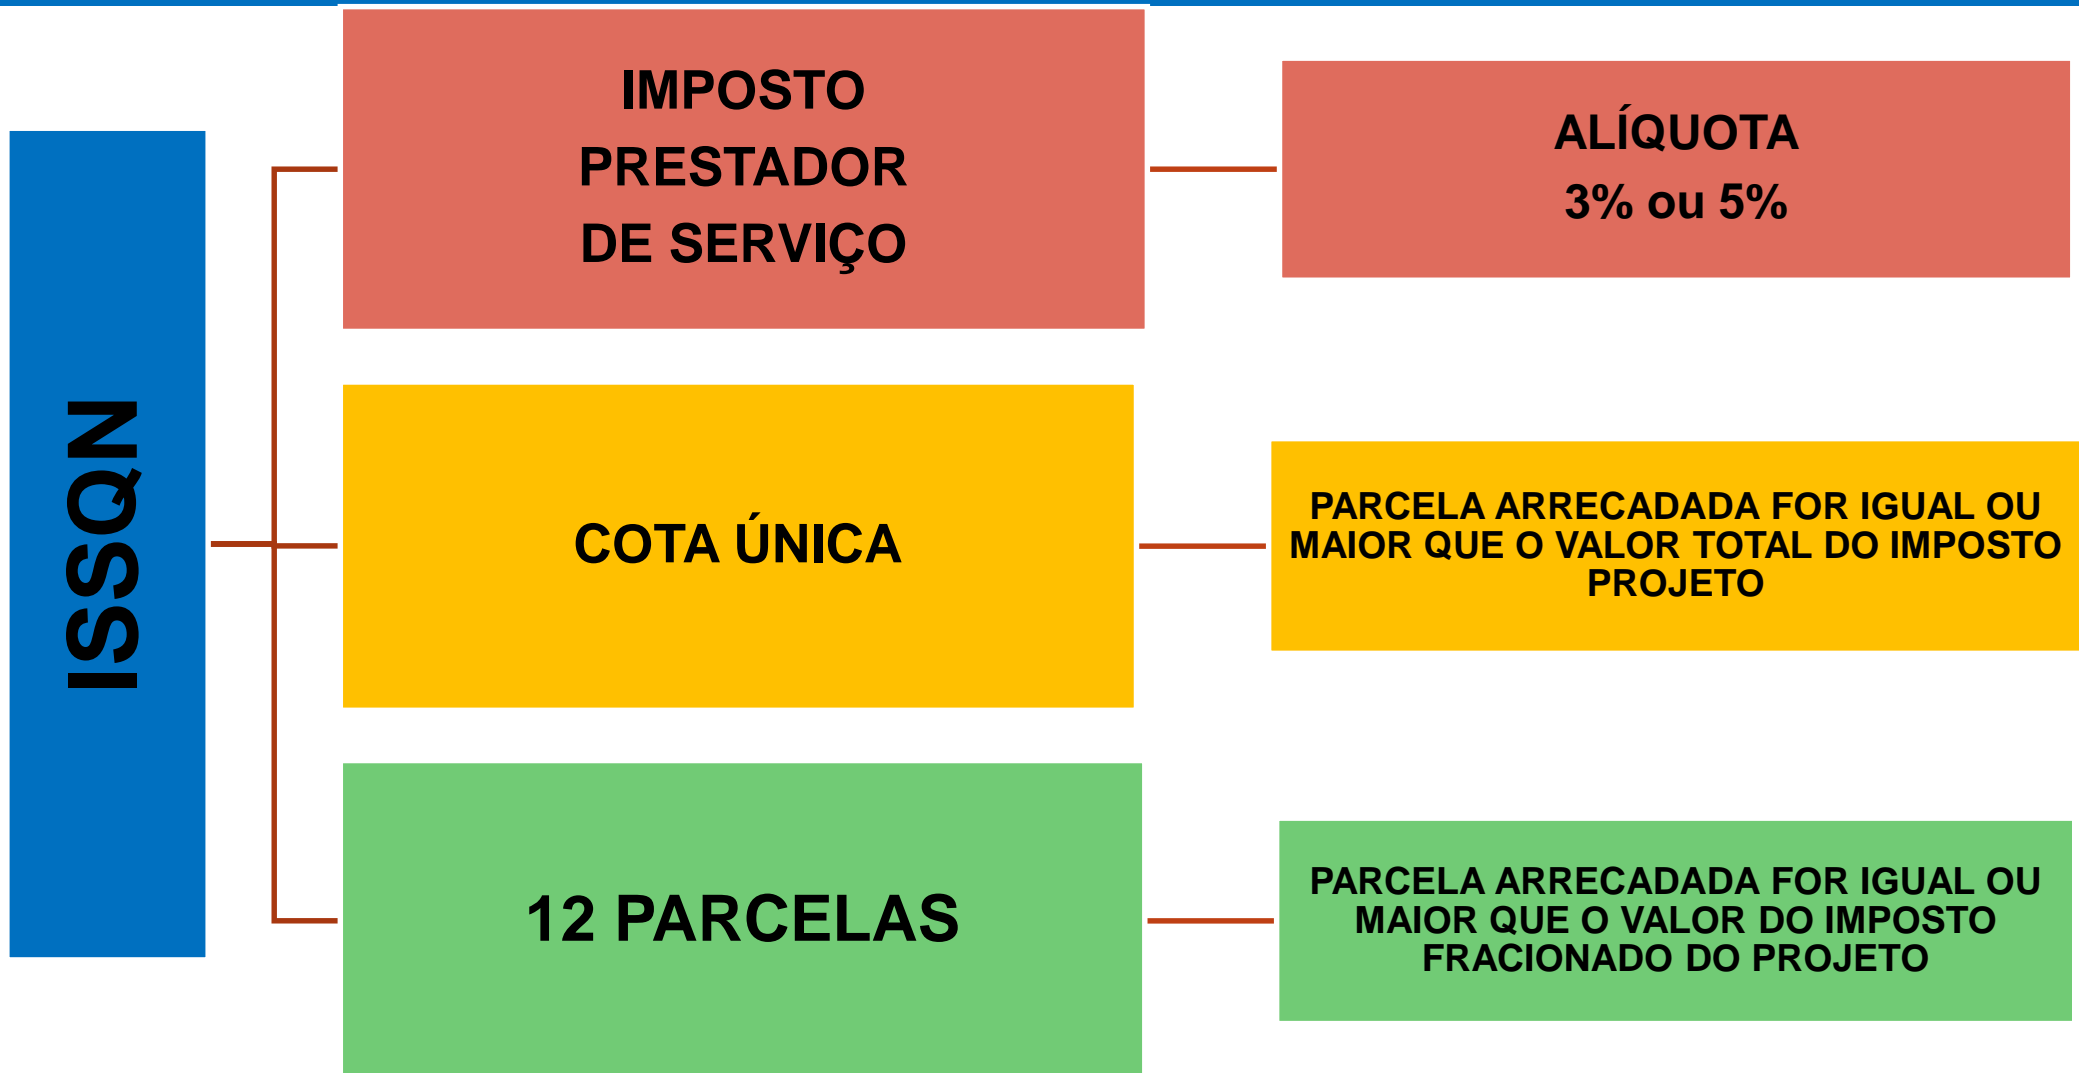 ISSQN
IMPOSTO
PRESTADOR
DE SERVIÇO
ALÍQUOTA
3% ou 5%
COTA ÚNICA
PARCELA ARRECADADA FOR IGUAL OU
MAIOR QUE O VALOR TOTAL DO IMPOSTO
PROJETO
12 PARCELAS
PARCELA ARRECADADA FOR IGUAL OU
MAIOR QUE O VALOR DO IMPOSTO
FRACIONADO DO PROJETO